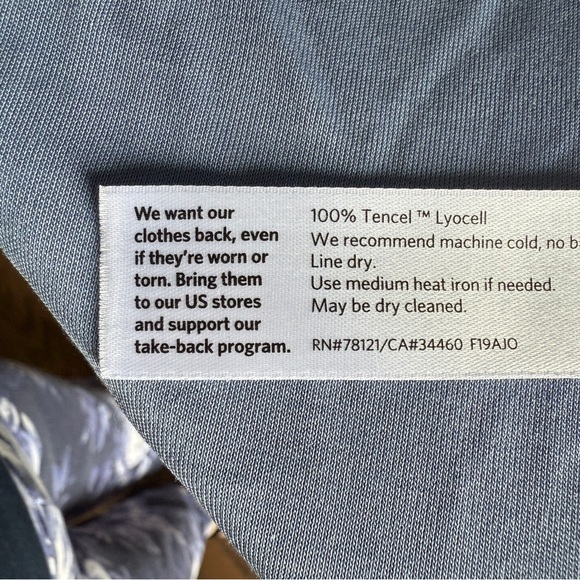 We want our
clothes back, even
if they're worn or
torn. Bring them
to our US stores
and support our
take-back program.
100% Tencel ™ Lyocell
We recommend machine cold, no b
Line dry.
Use medium heat iron if needed.
May be dry cleaned.
RN#78121/CA#34460 F19AJO